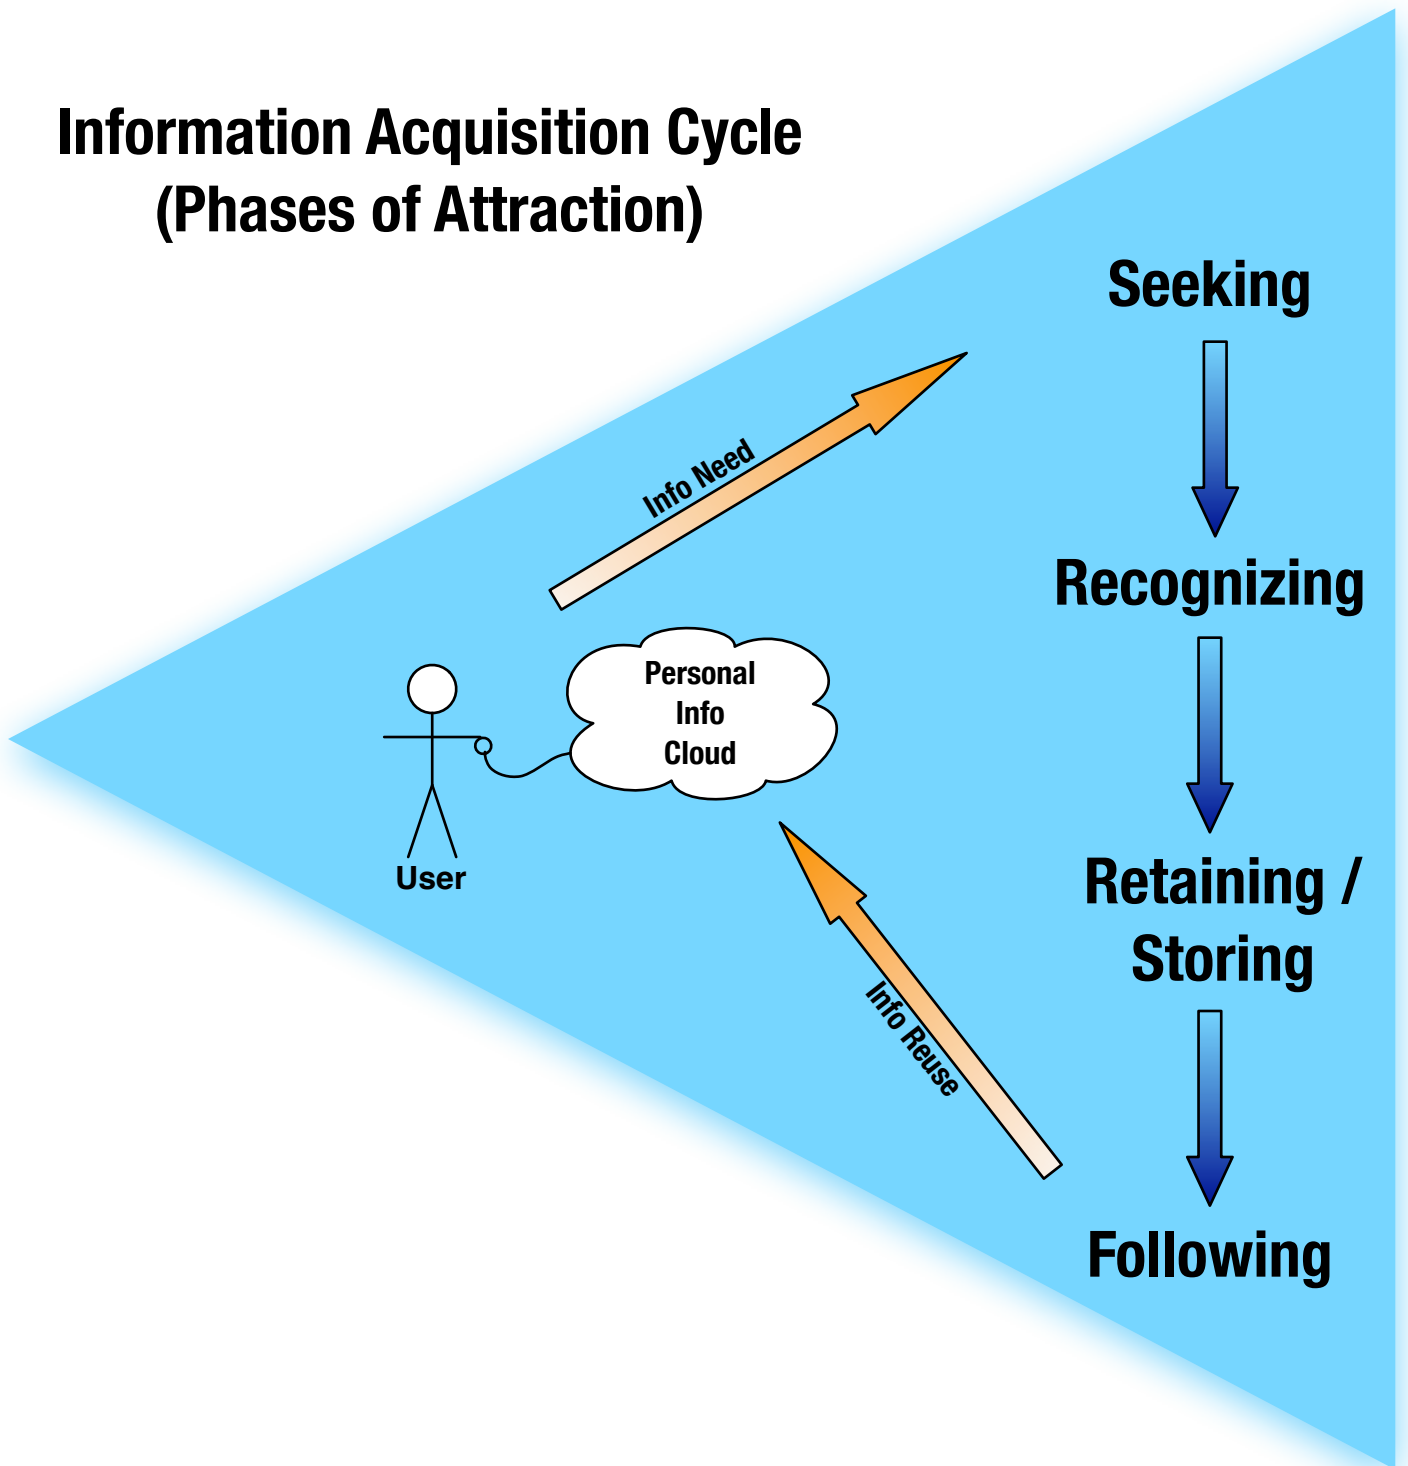 Information Acquisition Cycle
(Phases of Attraction)
Seeking
Info Need
Recognizing
Personal
Info
Cloud
User
Retaining /
Storing
Info Reuse
Following